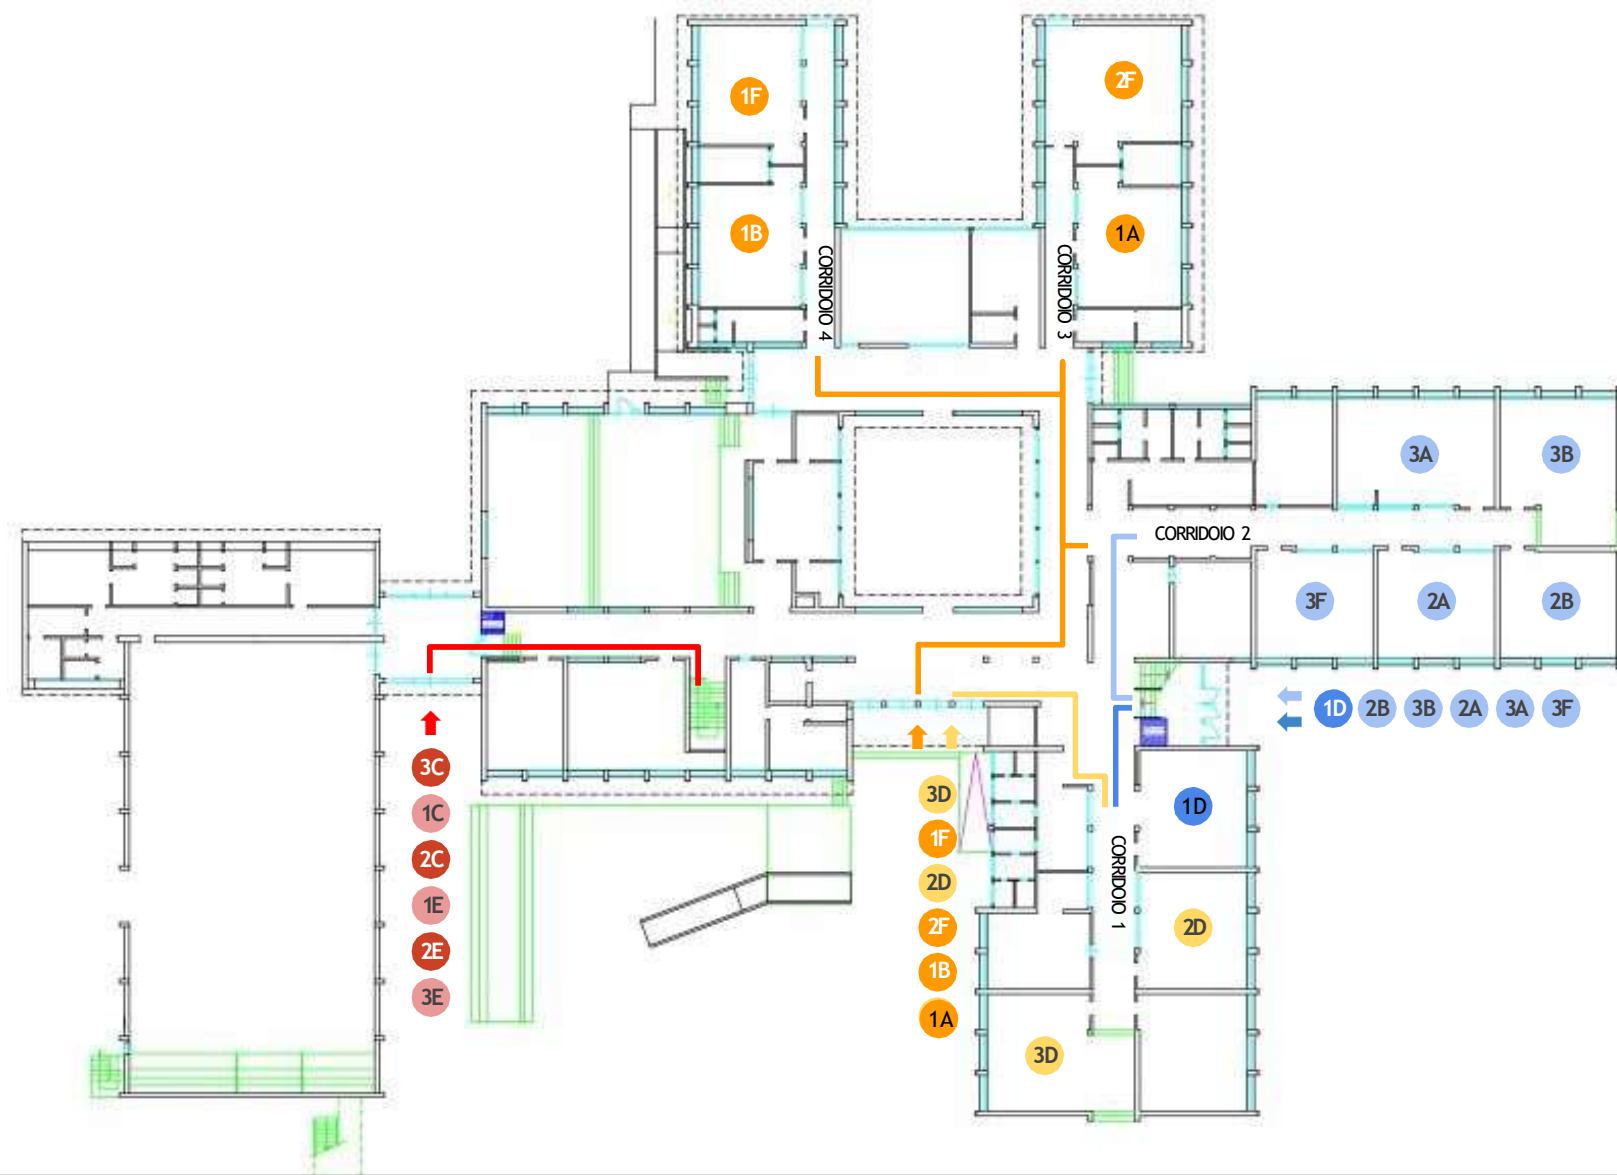 1F
2F
1B
1A
CORRIDOIO 4
CORRIDOIO 3
3A
3B
CORRIDOIO 2
3F
2A
2B
1D 2B 3B 2A 3A 3F
3C
1C
2C
1E
2E
3E
3D
1F
2D
2F
1B
1A
1D
CORRIDOIO 1
2D
3D